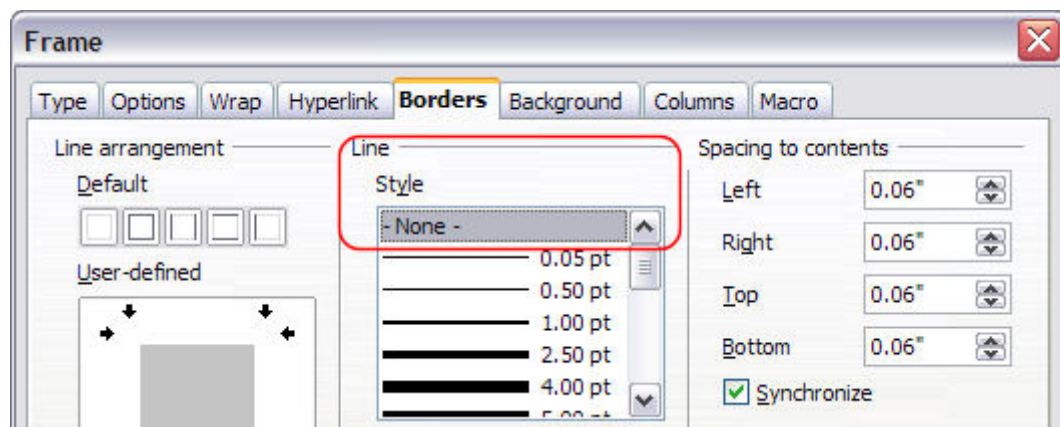 Frame
Type Options Wrap Hyperlink Borders Background Columns Macro
Line arrangement
Default
User-defined
Line
Style
- None -
0.05 pt
0.50 pt
1.00 pt
2.50 pt
4.00 pt
Spacing to contents
Left 0.06"
Right 0.06"
Top 0.06"
Bottom 0.06"
Synchronize